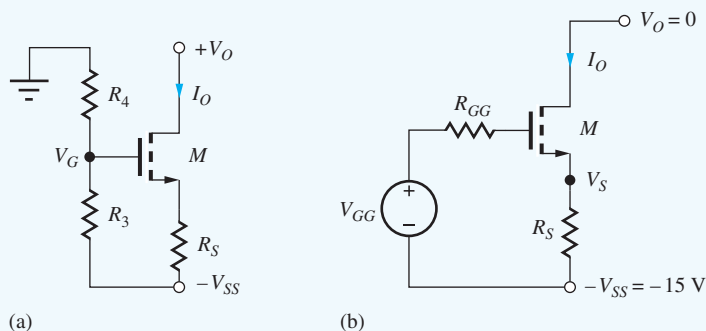 +V_O
I_O
R_4
V_G
M
R_3
R_S
−V_SS
(a)
V_O = 0
I_O
R_GG
M
V_S
V_GG
+
−
R_S
−V_SS = −15 V
(b)